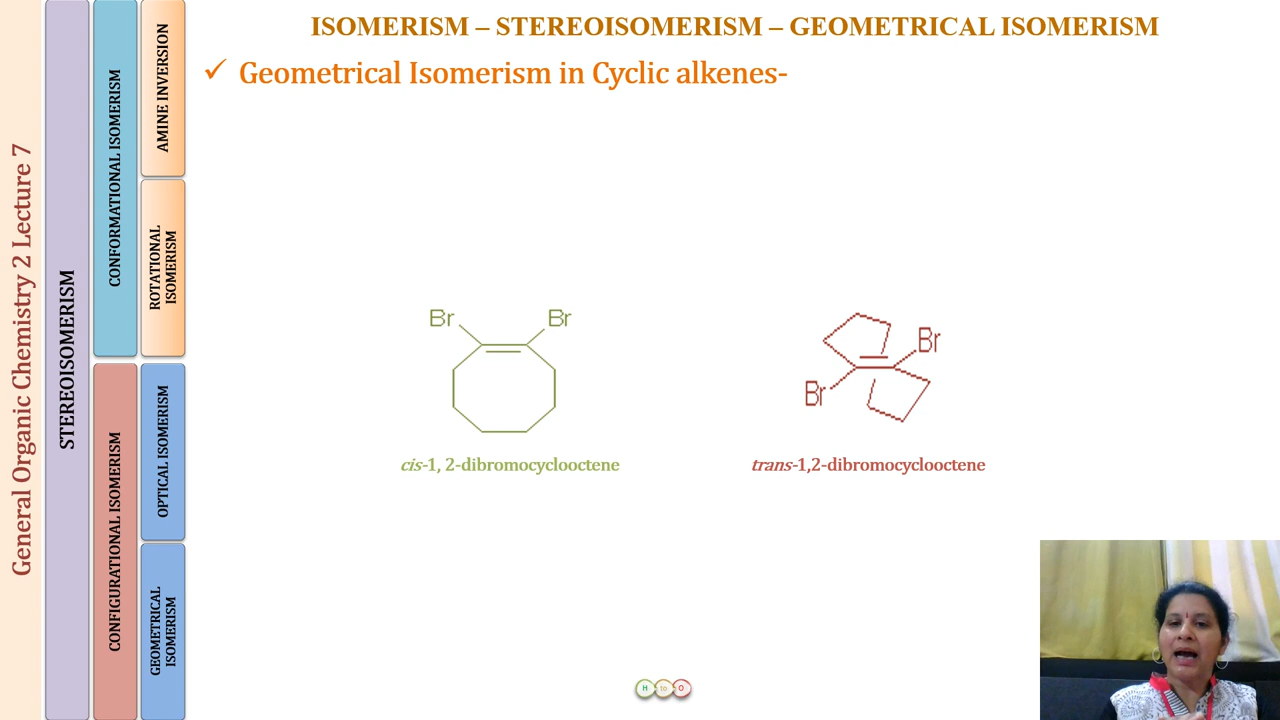 General Organic Chemistry 2 Lecture 7
STEREOISOMERISM
CONFORMATIONAL ISOMERISM
CONFIGURATIONAL ISOMERISM
AMINE INVERSION
ROTATIONAL
ISOMERISM
OPTICAL ISOMERISM
GEOMETRICAL
ISOMERISM
ISOMERISM – STEREOISOMERISM – GEOMETRICAL ISOMERISM
✓ Geometrical Isomerism in Cyclic alkenes-
Br Br
cis-1, 2-dibromocyclooctene
Br
Br
trans-1,2-dibromocyclooctene
H to O